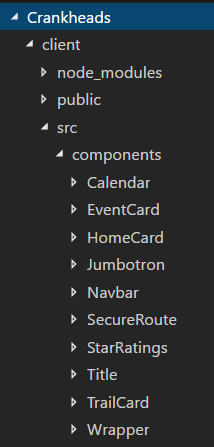 Crankheads
client
node_modules
public
src
components
Calendar
EventCard
HomeCard
Jumbotron
Navbar
SecureRoute
StarRatings
Title
TrailCard
Wrapper